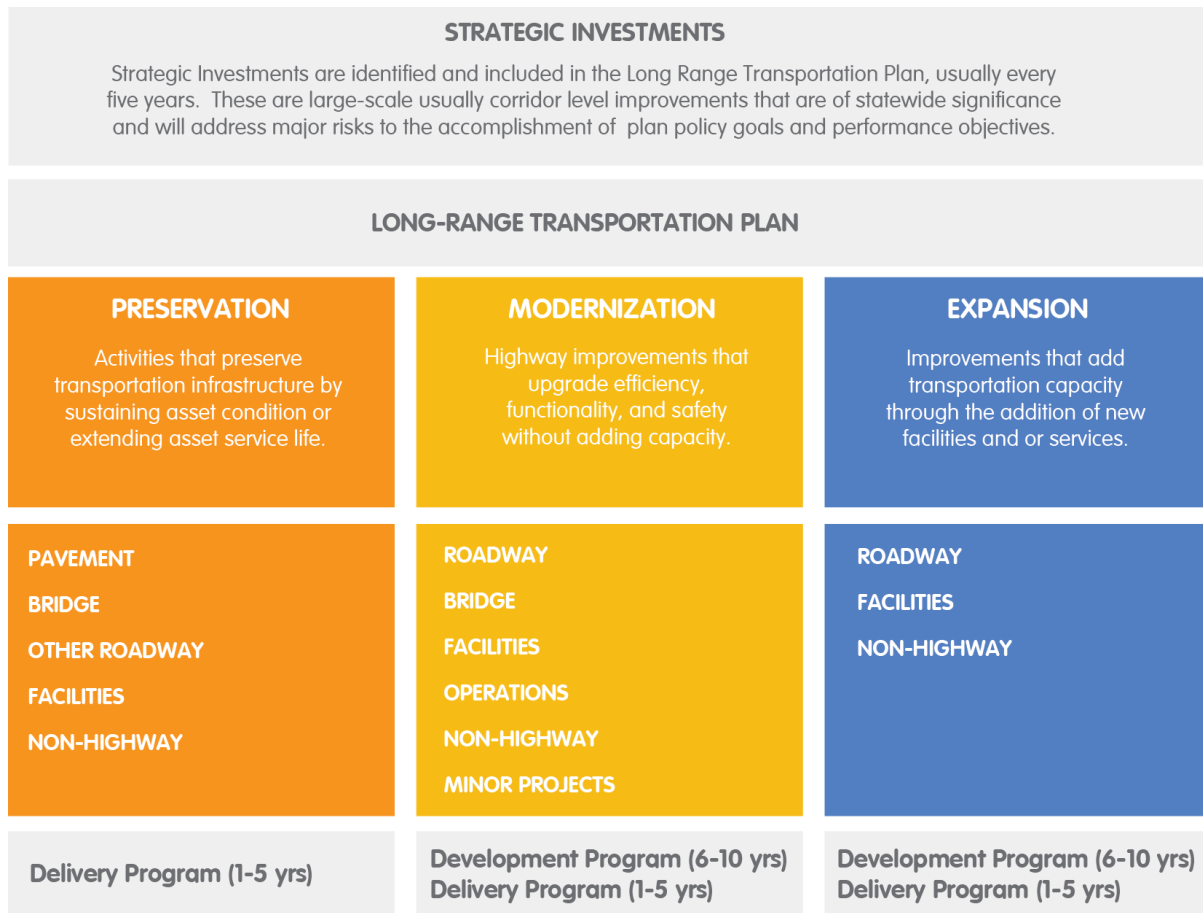 STRATEGIC INVESTMENTS
Strategic Investments are identified and included in the Long Range Transportation Plan, usually every
five years.  These are large-scale usually corridor level improvements that are of statewide significance
and will address major risks to the accomplishment of  plan policy goals and performance objectives.
LONG-RANGE TRANSPORTATION PLAN
PRESERVATION
Activities that preserve
transportation infrastructure by
sustaining asset condition or
extending asset service life.
PAVEMENT
BRIDGE
OTHER ROADWAY
FACILITIES
NON-HIGHWAY
Delivery Program (1-5 yrs)
MODERNIZATION
Highway improvements that
upgrade efficiency,
functionality, and safety
without adding capacity.
ROADWAY
BRIDGE
FACILITIES
OPERATIONS
NON-HIGHWAY
MINOR PROJECTS
Development Program (6-10 yrs)
Delivery Program (1-5 yrs)
EXPANSION
Improvements that add
transportation capacity
through the addition of new
facilities and or services.
ROADWAY
FACILITIES
NON-HIGHWAY
Development Program (6-10 yrs)
Delivery Program (1-5 yrs)